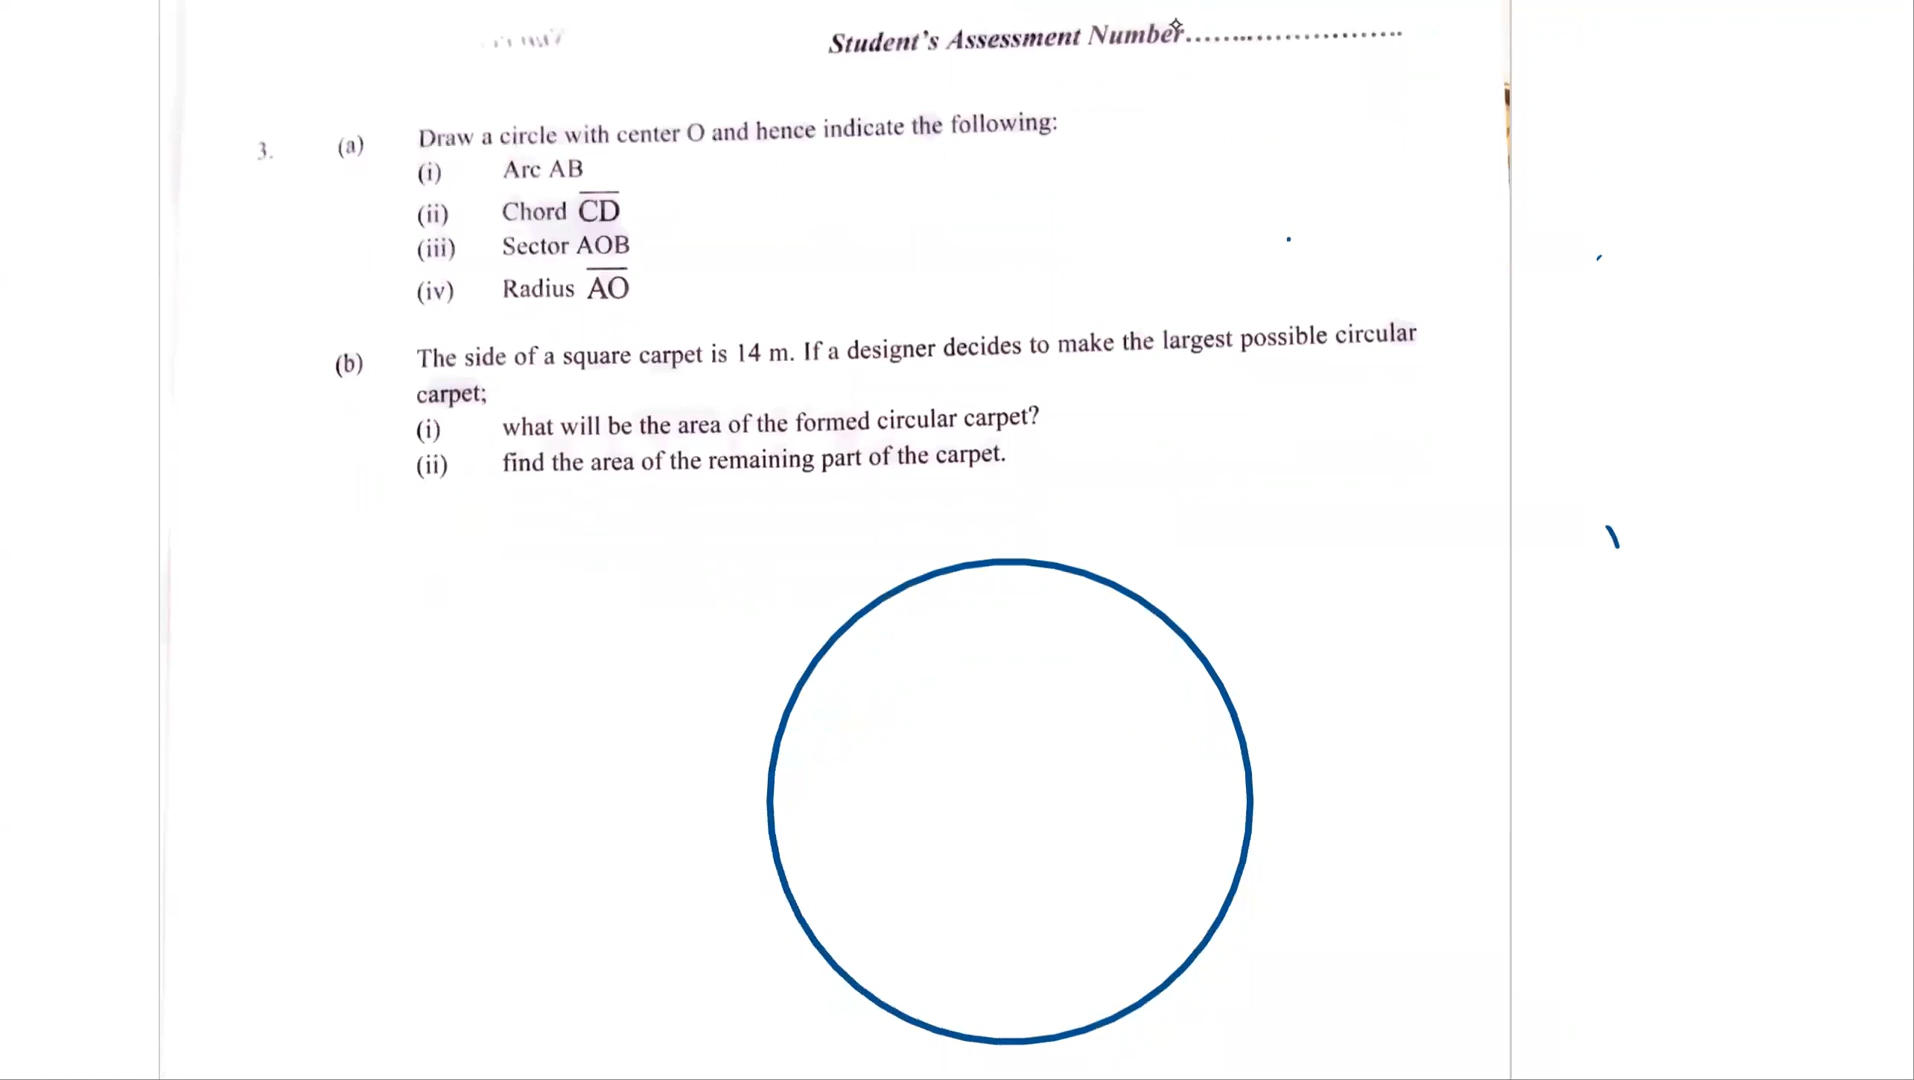 Student's Assessment Number........................
3. (a) Draw a circle with center O and hence indicate the following:
(i) Arc AB
(ii) Chord C̅D̅
(iii) Sector AOB
(iv) Radius A̅O̅
(b) The side of a square carpet is 14 m. If a designer decides to make the largest possible circular
carpet;
(i) what will be the area of the formed circular carpet?
(ii) find the area of the remaining part of the carpet.